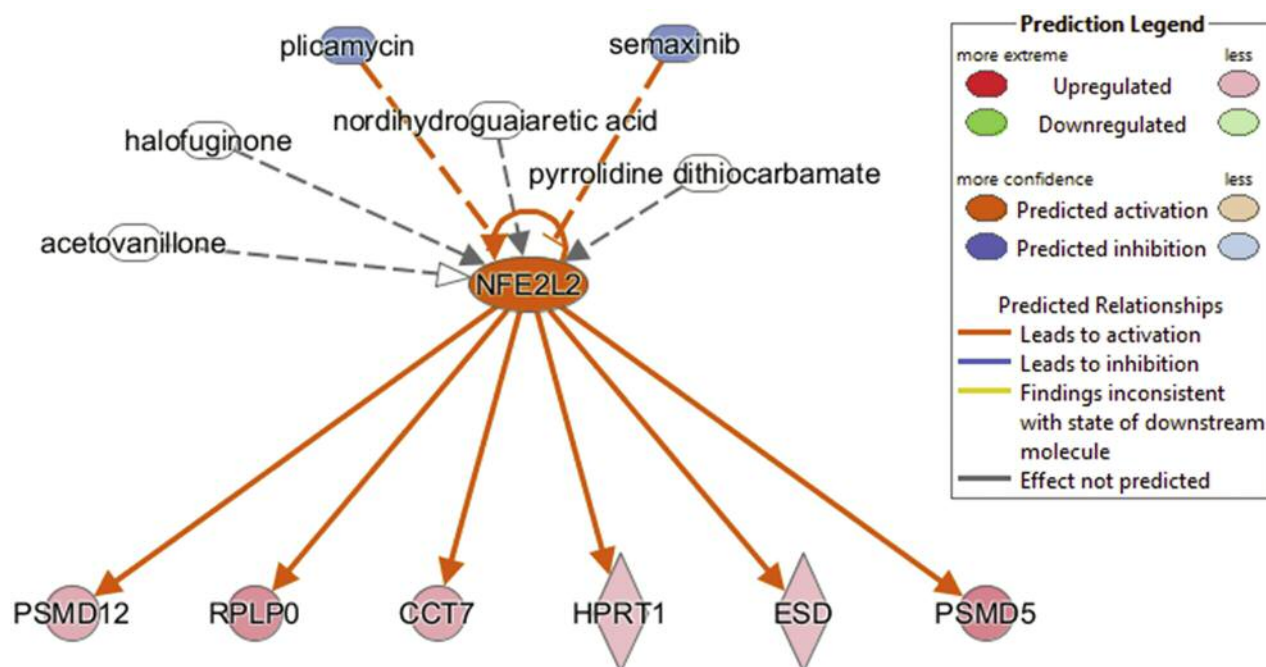 plicamycin
semaxinib
nordihydroguaiaretic acid
halofuginone
pyrrolidine dithiocarbamate
acetovanillone
NFE2L2
PSMD12
RPLP0
CCT7
HPRT1
ESD
PSMD5
Prediction Legend
more extreme less
Upregulated
Downregulated
more confidence less
Predicted activation
Predicted inhibition
Predicted Relationships
Leads to activation
Leads to inhibition
Findings inconsistent
with state of downstream
molecule
Effect not predicted